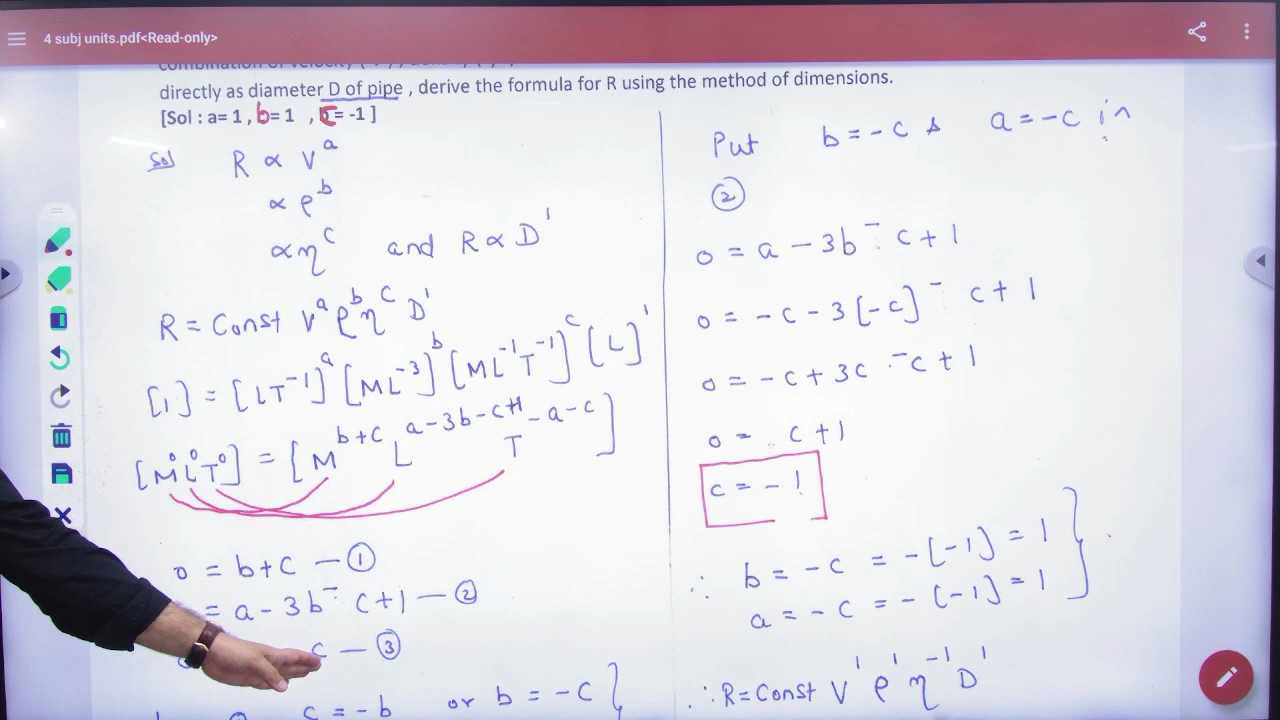 4 subj units.pdf<Read-only>
directly as diameter D of pipe , derive the formula for R using the method of dimensions.
[Sol : a= 1 , b= 1 , c= -1 ]
Sol R ∝ V^a
∝ ρ^b
∝ η^c and R ∝ D^1
R = Const V^a ρ^b η^c D^1
[1] = [LT^-1]^a [ML^-3]^b [ML^-1T^-1]^c [L]^1
[M^0L^0T^0] = [M^b+c L^a-3b-c+1 T^-a-c]
0 = b+c — ①
= a-3b-c+1 — ②
c — ③
c = -b or b = -c }
Put b = -c & a = -c in
②
0 = a - 3b - c + 1
0 = -c - 3[-c] - c + 1
0 = -c + 3c - c + 1
0 = c + 1
c = -1
∴ b = -c = -(-1) = 1
a = -c = -(-1) = 1 }
∴ R = Const V^1 ρ^1 η^-1 D^1